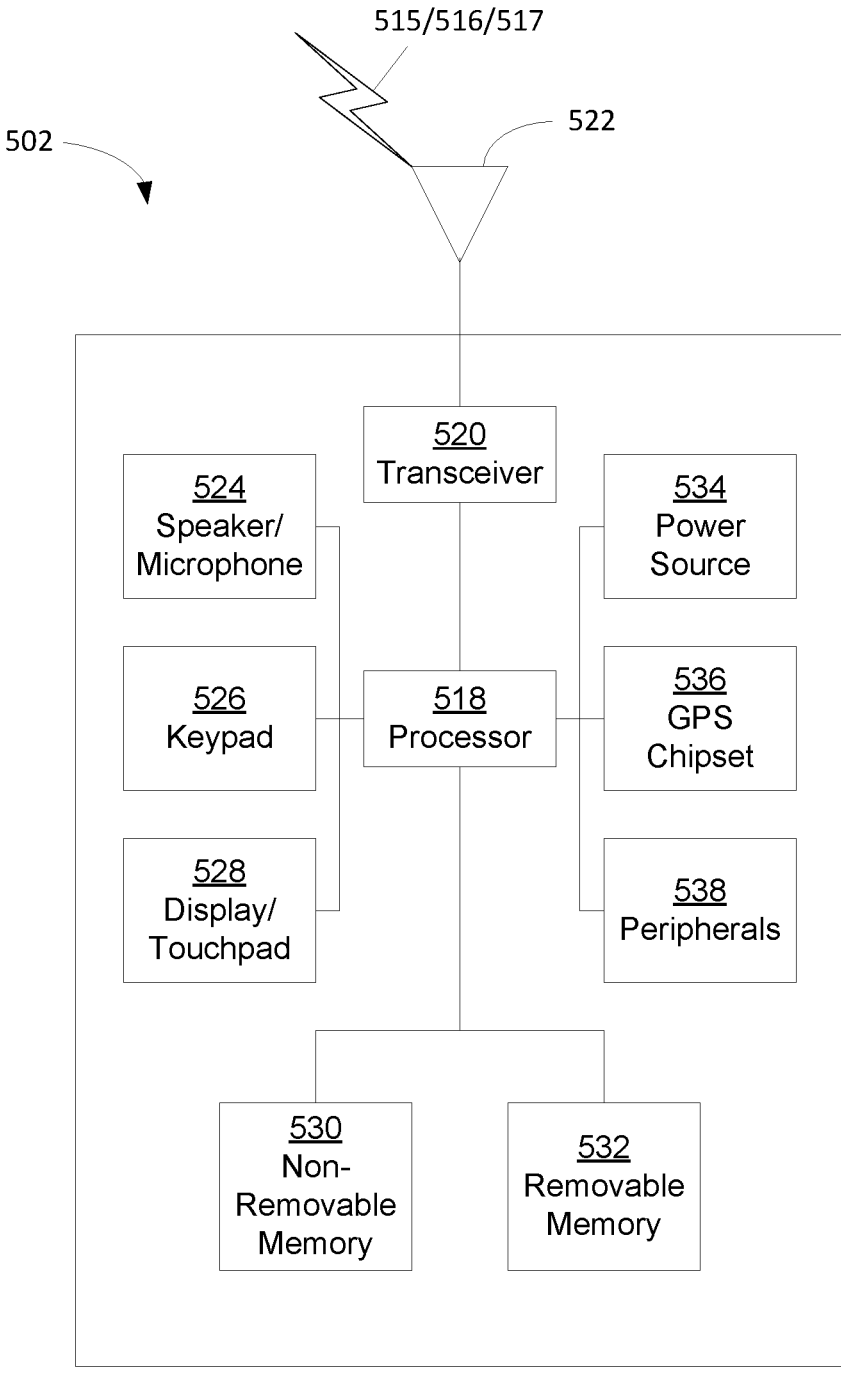 515/516/517
522
502
520
Transceiver
524
Speaker/
Microphone
534
Power
Source
526
Keypad
518
Processor
536
GPS
Chipset
528
Display/
Touchpad
538
Peripherals
530
Non-
Removable
Memory
532
Removable
Memory